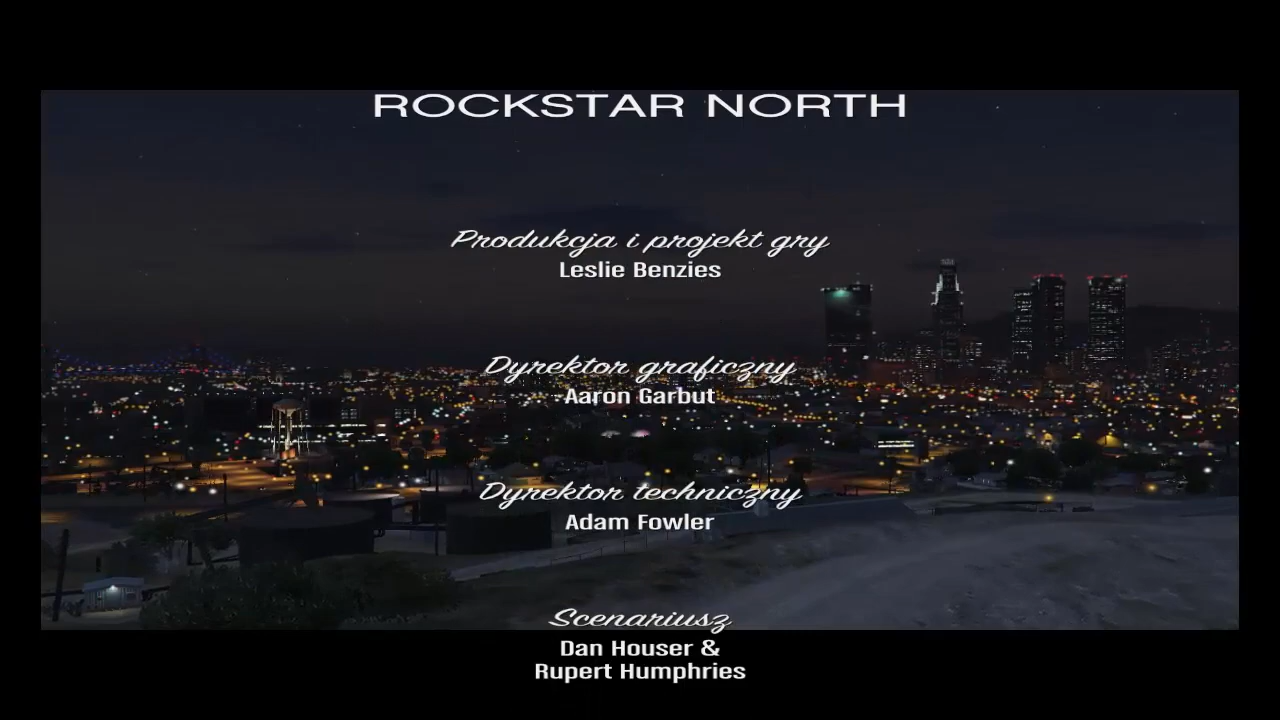 ROCKSTAR NORTH
Produkcja i projekt gry
Leslie Benzies
Dyrektor graficzny
Aaron Garbut
Dyrektor techniczny
Adam Fowler
Scenariusz
Dan Houser &
Rupert Humphries